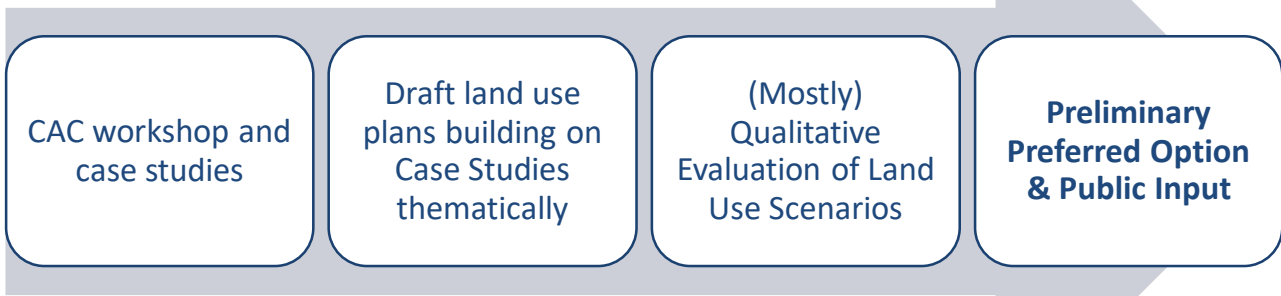 CAC workshop and
case studies
Draft land use
plans building on
Case Studies
thematically
(Mostly)
Qualitative
Evaluation of Land
Use Scenarios
Preliminary
Preferred Option
& Public Input